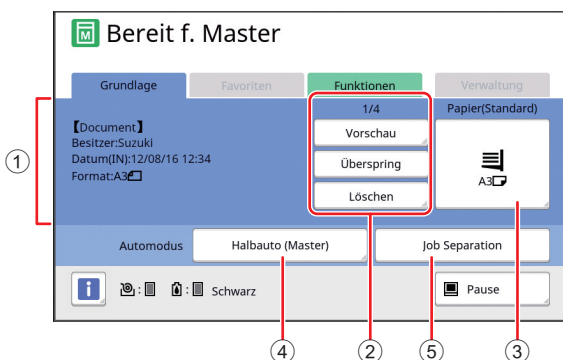 Bereit f. Master
Grundlage
Favoriten
Funktionen
Verwaltung
【Document】
Besitzer:Suzuki
Datum(IN):12/08/16 12:34
Format:A3
1/4
Vorschau
Überspring
Löschen
Papier(Standard)
A3
Automodus
Halbauto (Master)
Job Separation
i
: : Schwarz
Pause
①
④
②
⑤
③